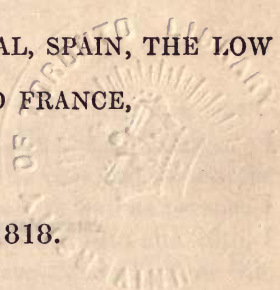 AL, SPAIN, THE LOW
FRANCE,
818.